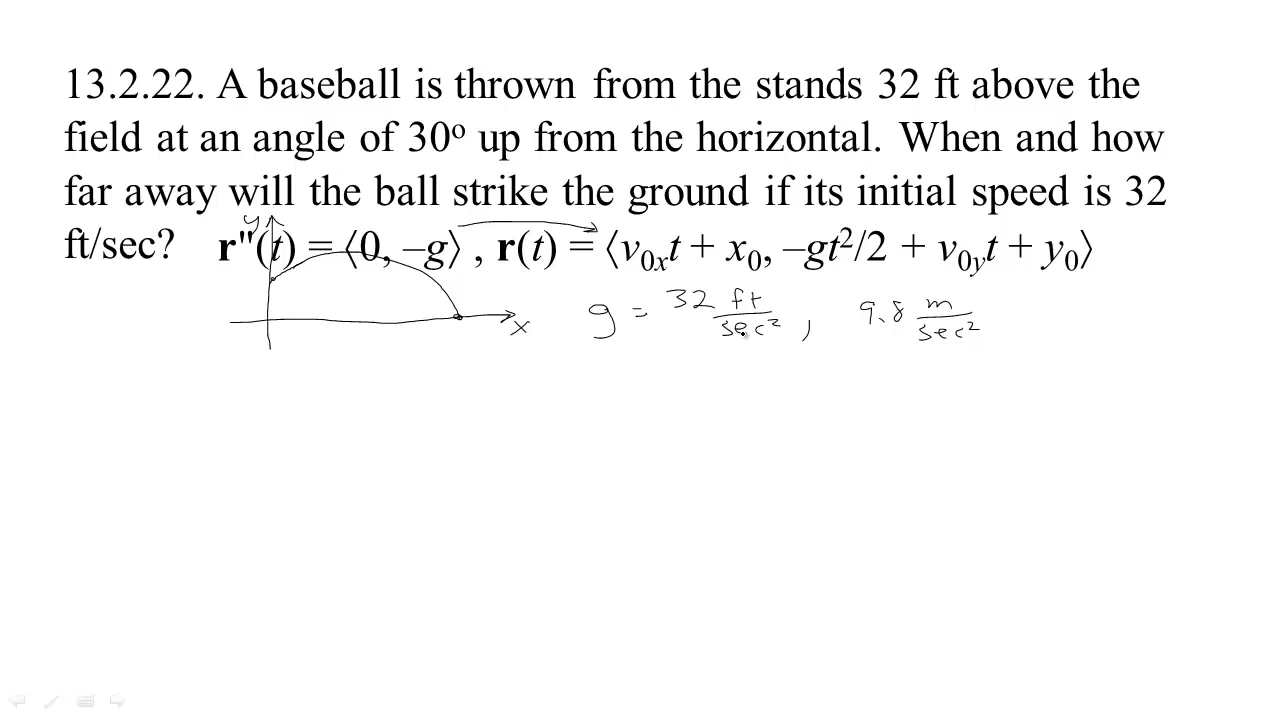 13.2.22. A baseball is thrown from the stands 32 ft above the
field at an angle of 30º up from the horizontal. When and how
far away will the ball strike the ground if its initial speed is 32
ft/sec? r"(t) = ⟨0, –g⟩ , r(t) = ⟨v₀ₓt + x₀, –gt²/2 + v₀yt + y₀⟩
y
x
g = 32 ft/sec² , 9.8 m/sec²